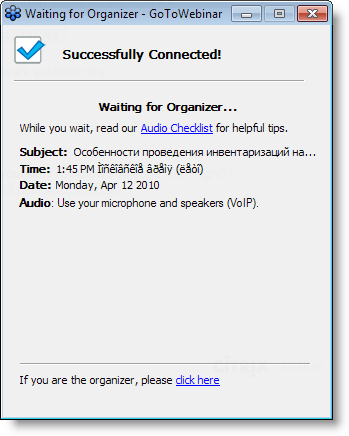 Waiting for Organizer - GoToWebinar
Successfully Connected!
Waiting for Organizer...
While you wait, read our Audio Checklist for helpful tips.
Subject: Особенности проведения инвентаризаций на...
Time: 1:45 PM Ìîñêîâñêîå âðåìÿ (ëåòî)
Date: Monday, Apr 12 2010
Audio: Use your microphone and speakers (VoIP).
If you are the organizer, please click here